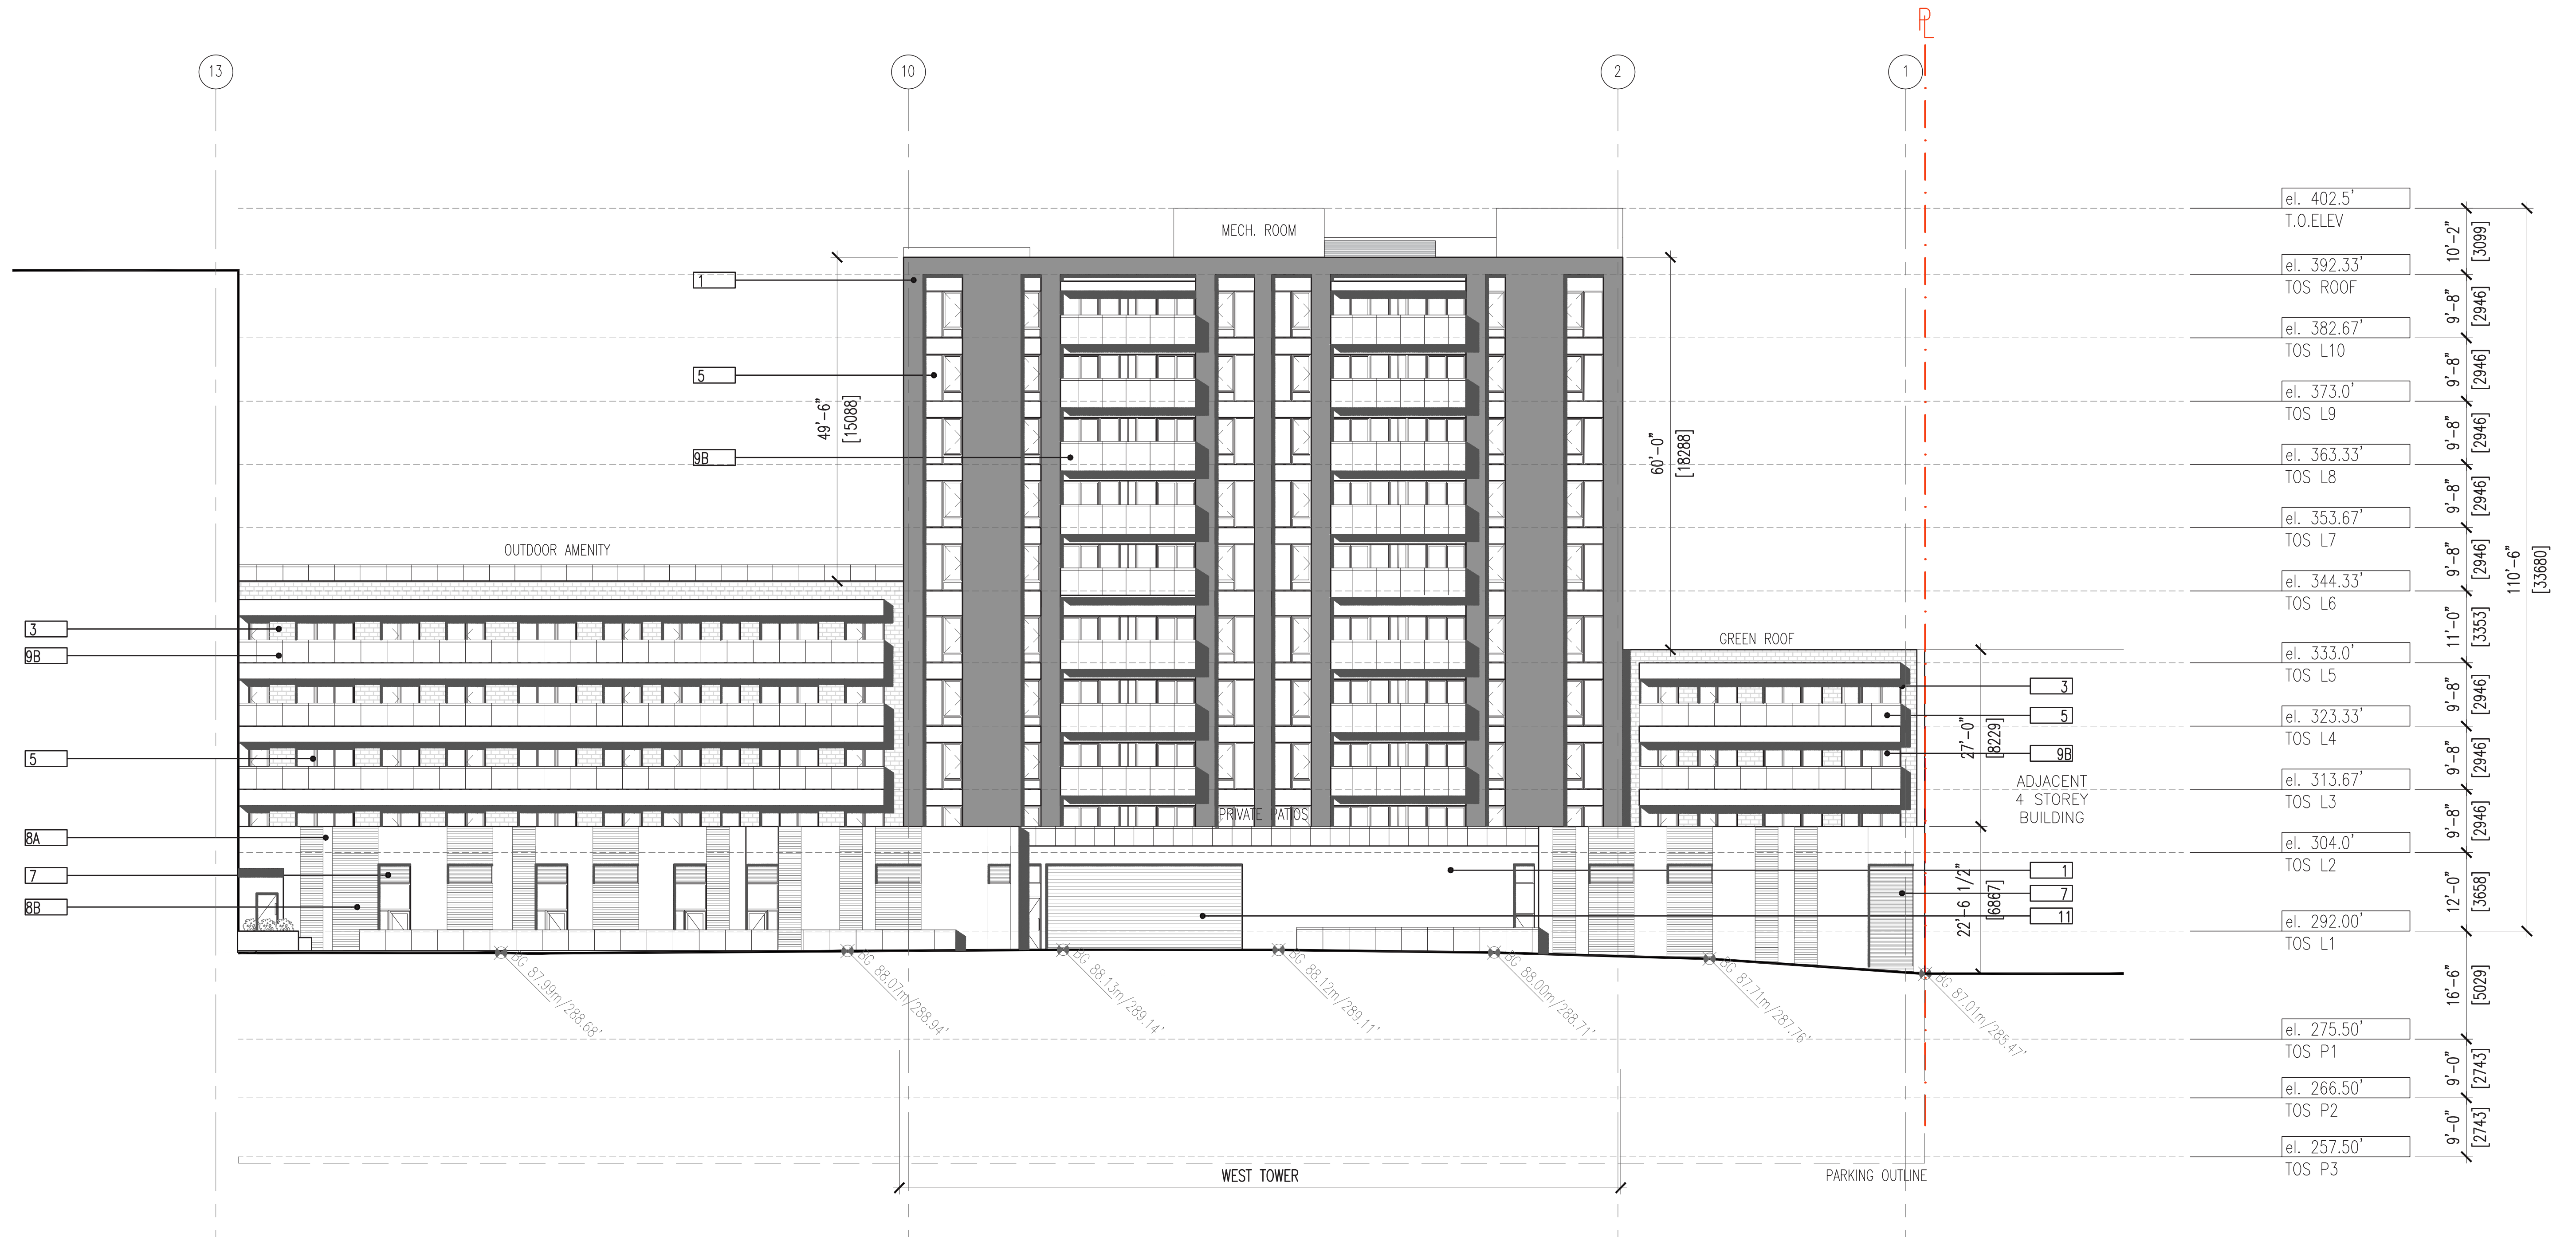 PL
13
10
2
1
el. 402.5'
T.O.ELEV
10'-2"
[3099]
MECH. ROOM
el. 392.33'
TOS ROOF
1
9'-8"
[2946]
el. 382.67'
TOS L10
5
9'-8"
[2946]
el. 373.0'
TOS L9
49'-6"
[15088]
9'-8"
[2946]
60'-0"
[18288]
9B
el. 363.33'
TOS L8
9'-8"
[2946]
el. 353.67'
TOS L7
OUTDOOR AMENITY
9'-8"
[2946]
110'-6"
[33680]
el. 344.33'
TOS L6
11'-0"
[3353]
3
GREEN ROOF
9B
el. 333.0'
TOS L5
3
9'-8"
[2946]
5
el. 323.33'
TOS L4
27'-0"
[8229]
9B
5
9'-8"
[2946]
ADJACENT
4 STOREY
BUILDING
el. 313.67'
TOS L3
PRIVATE PATIOS
9'-8"
[2946]
8A
el. 304.0'
TOS L2
7
1
7
8B
11
22'-6 1/2"
[6867]
12'-0"
[3658]
el. 292.00'
TOS L1
BG 87.99m/288.68'
BG 88.07m/288.94'
BG 88.13m/289.14'
BG 88.12m/289.11'
BG 88.00m/288.71'
BG 87.71m/287.76'
BG 87.01m/285.47'
16'-6"
[5029]
el. 275.50'
TOS P1
9'-0"
[2743]
el. 266.50'
TOS P2
9'-0"
[2743]
el. 257.50'
TOS P3
WEST TOWER
PARKING OUTLINE